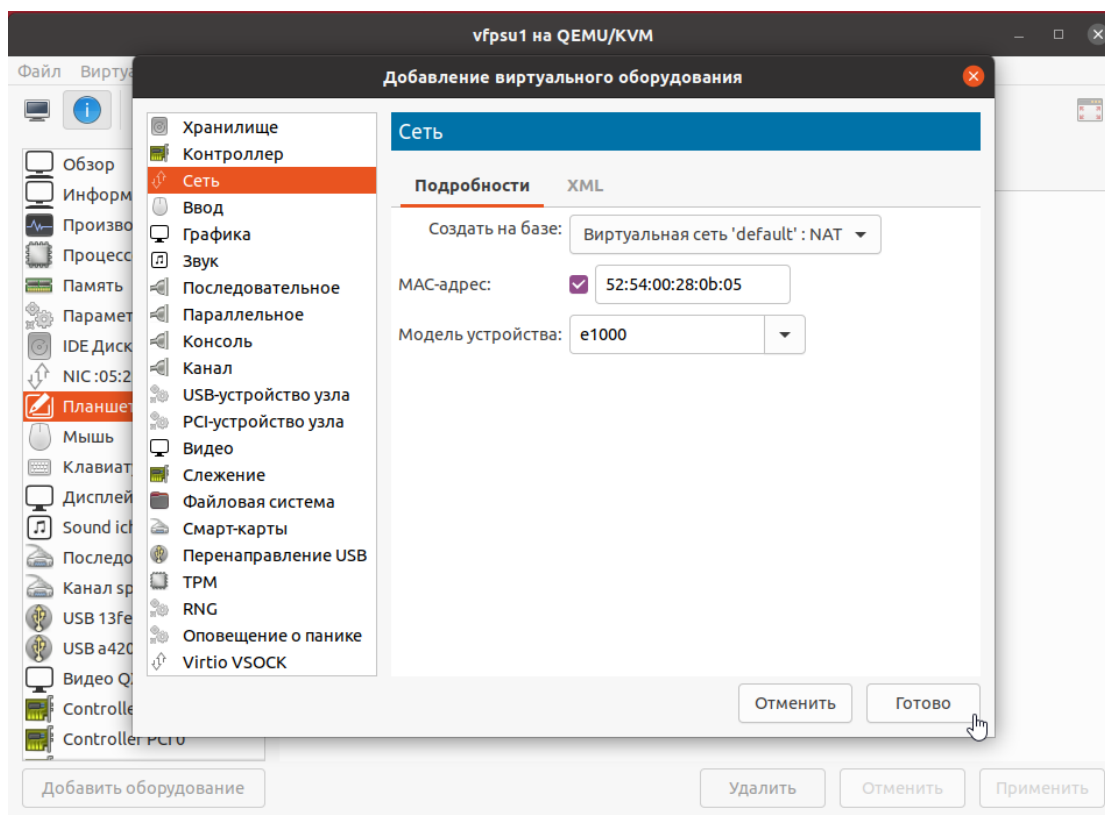 vfpsu1 на QEMU/KVM
Файл Виртуа
Добавление виртуального оборудования
Обзор
Информ
Произво
Процесс
Память
Парамет
IDE Диск
NIC :05:2
Планшет
Мышь
Клавиат
Дисплей
Sound ich
Последо
Канал sp
USB 13fe
USB a420
Видео Q
Controlle
Controller PCI 0
Хранилище
Контроллер
Сеть
Ввод
Графика
Звук
Последовательное
Параллельное
Консоль
Канал
USB-устройство узла
PCI-устройство узла
Видео
Слежение
Файловая система
Смарт-карты
Перенаправление USB
TPM
RNG
Оповещение о панике
Virtio VSOCK
Сеть
Подробности XML
Создать на базе: Виртуальная сеть 'default' : NAT
MAC-адрес: 52:54:00:28:0b:05
Модель устройства: e1000
Отменить Готово
Добавить оборудование Удалить Отменить Применить